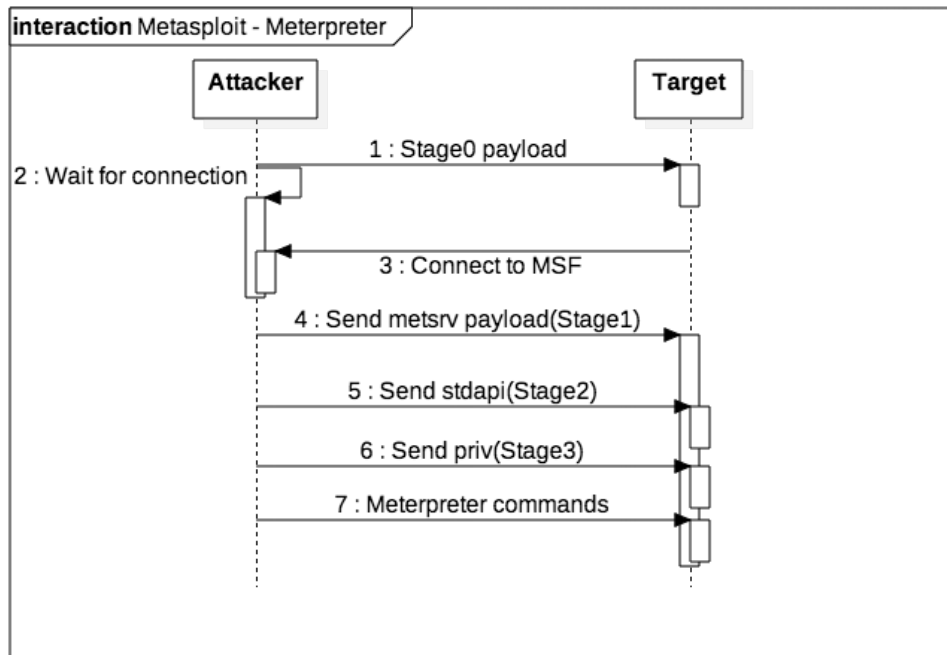 interaction Metasploit - Meterpreter
Attacker
Target
1 : Stage0 payload
2 : Wait for connection
3 : Connect to MSF
4 : Send metsrv payload(Stage1)
5 : Send stdapi(Stage2)
6 : Send priv(Stage3)
7 : Meterpreter commands